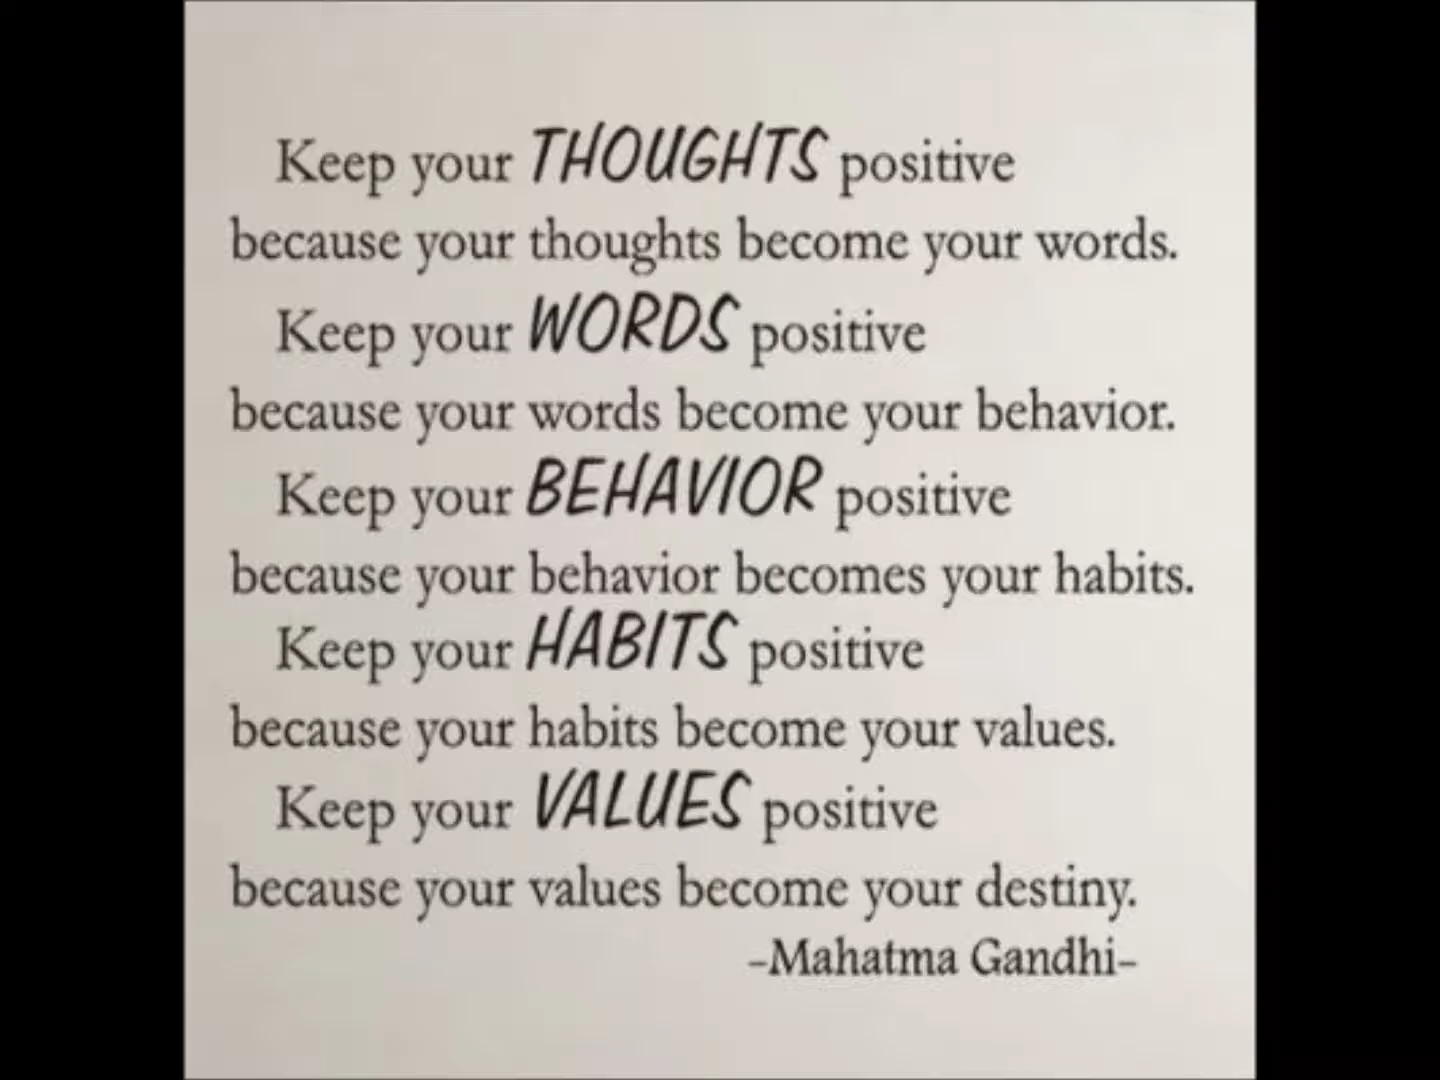 Keep your THOUGHTS positive
because your thoughts become your words.
Keep your WORDS positive
because your words become your behavior.
Keep your BEHAVIOR positive
because your behavior becomes your habits.
Keep your HABITS positive
because your habits become your values.
Keep your VALUES positive
because your values become your destiny.
-Mahatma Gandhi-